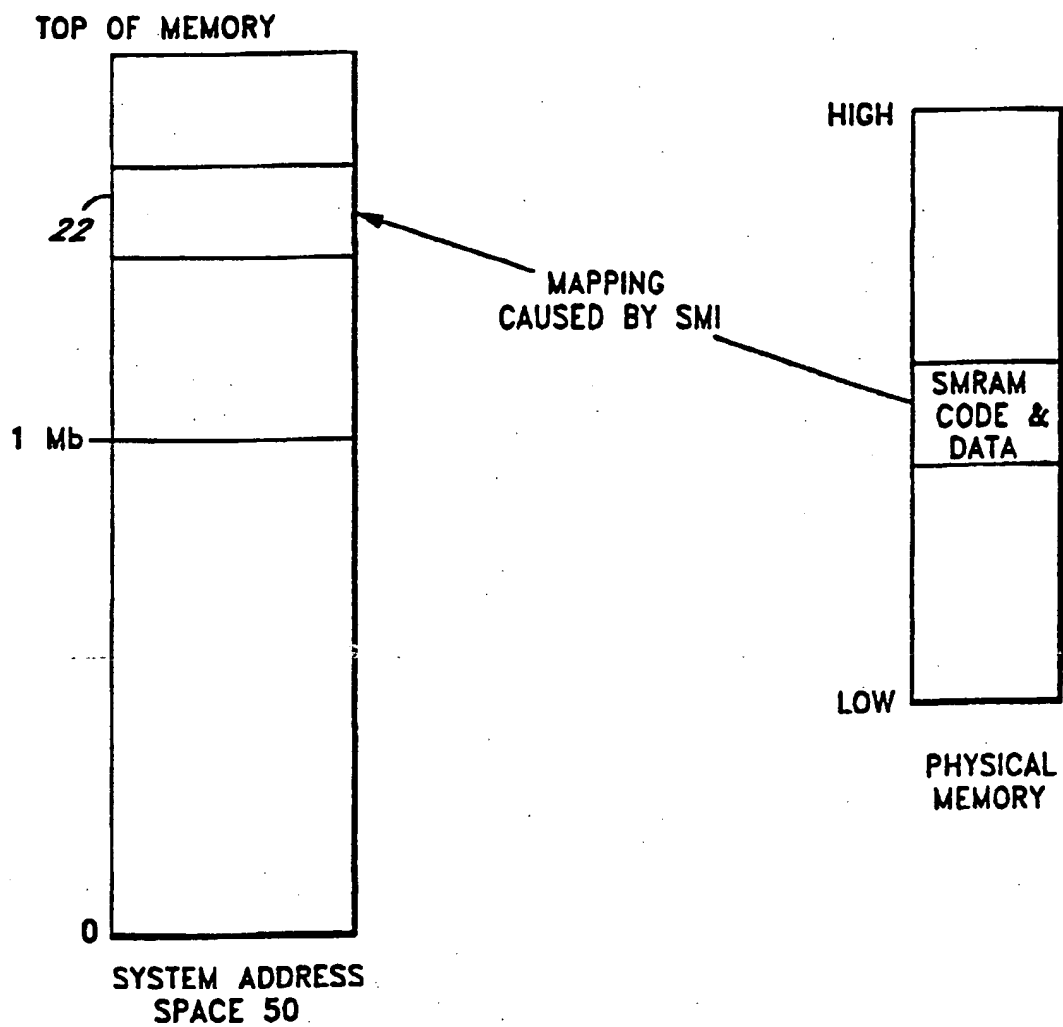 TOP OF MEMORY
22
1 Mb
0
SYSTEM ADDRESS
SPACE 50
MAPPING
CAUSED BY SMI
HIGH
SMRAM
CODE &
DATA
LOW
PHYSICAL
MEMORY